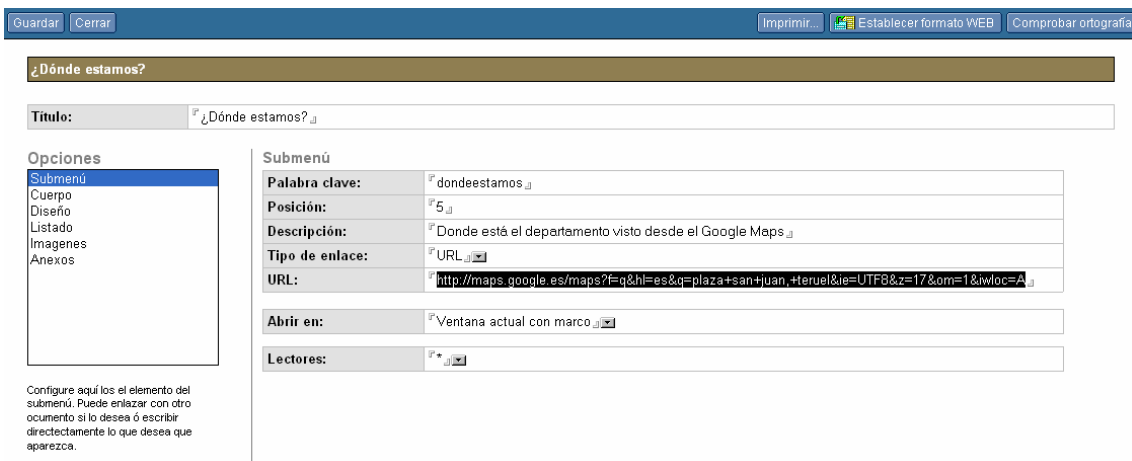 Guardar Cerrar Imprimir... Establecer formato WEB Comprobar ortografía
¿Dónde estamos?
Título: ¿Dónde estamos?
Opciones
Submenú
Cuerpo
Diseño
Listado
Imagenes
Anexos
Configure aquí los el elemento del
submenú. Puede enlazar con otro
ocumento si lo desea ó escribir
directectamente lo que desea que
aparezca.
Submenú
Palabra clave: dondeestamos
Posición: 5
Descripción: Donde está el departamento visto desde el Google Maps
Tipo de enlace: URL
URL: http://maps.google.es/maps?f=q&hl=es&q=plaza+san+juan,+teruel&ie=UTF8&z=17&om=1&iwloc=A
Abrir en: Ventana actual con marco
Lectores: *